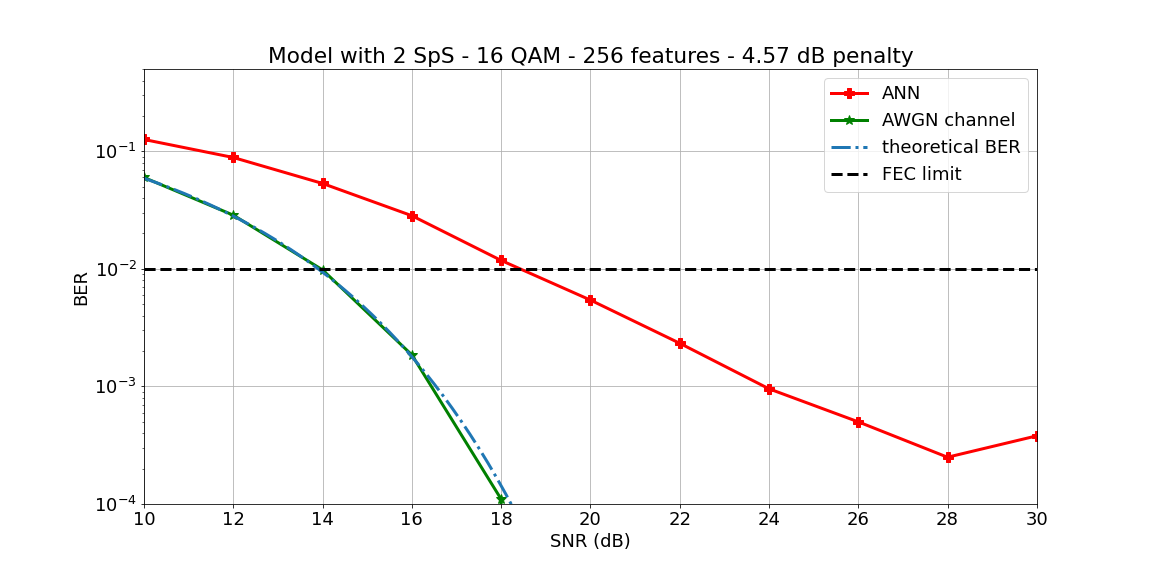 Model with 2 SpS - 16 QAM - 256 features - 4.57 dB penalty
ANN
AWGN channel
theoretical BER
FEC limit
10⁻¹
10⁻²
10⁻³
10⁻⁴
BER
10 12 14 16 18 20 22 24 26 28 30
SNR (dB)